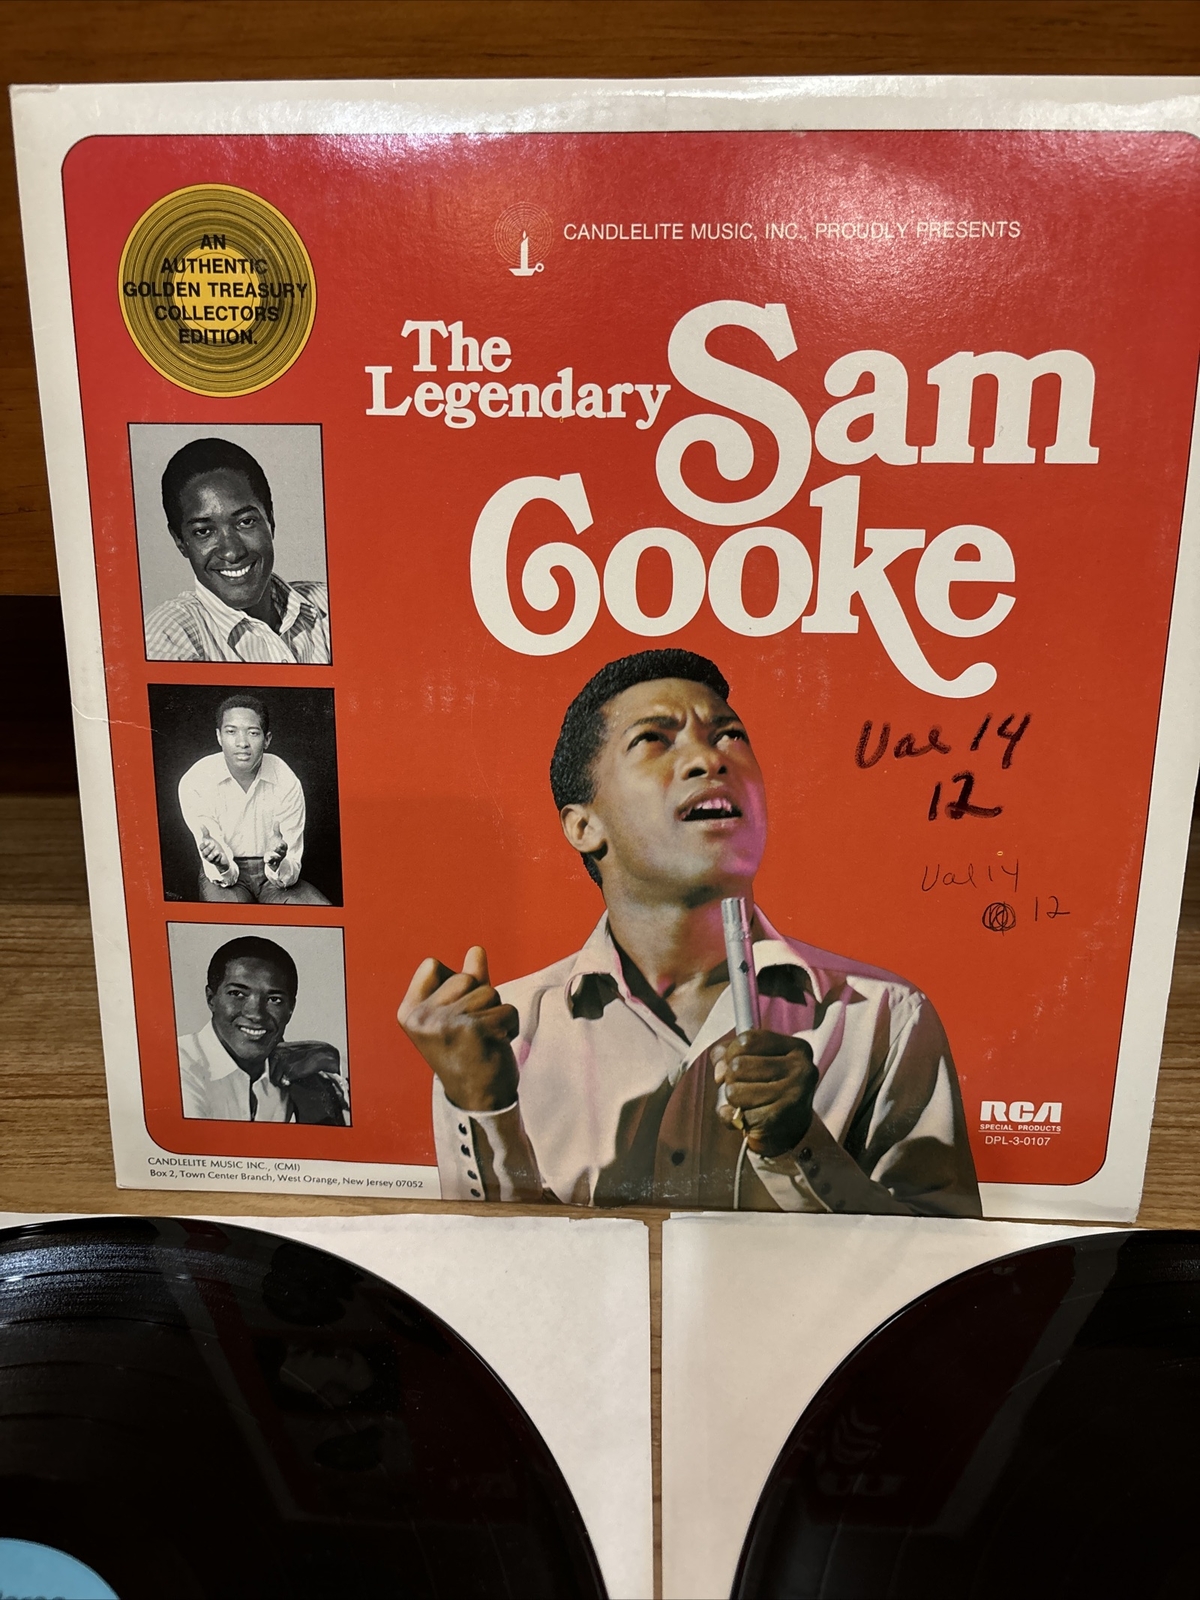 AN
AUTHENTIC
GOLDEN TREASURY
COLLECTORS
EDITION.
CANDLELITE MUSIC, INC., PROUDLY PRESENTS
The
Legendary
Sam
Cooke
Val 14
12
Val 14
12
RCA
SPECIAL PRODUCTS
DPL-3-0107
CANDLELITE MUSIC INC., (CMI)
Box 2, Town Center Branch, West Orange, New Jersey 07052